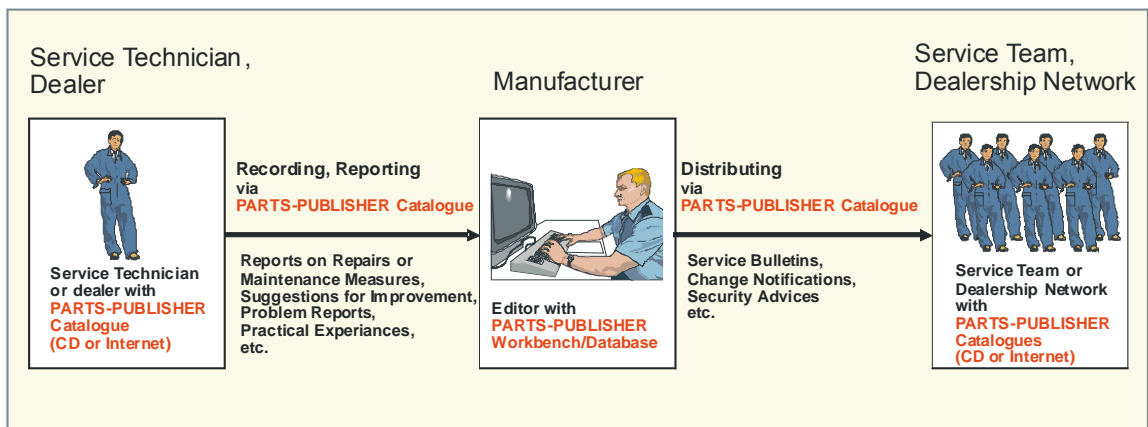 Service Technician,
Dealer
Manufacturer
Service Team,
Dealership Network
Service Technician
or dealer with
PARTS-PUBLISHER
Catalogue
(CD or Internet)
Recording, Reporting
via
PARTS-PUBLISHER Catalogue
Reports on Repairs or
Maintenance Measures,
Suggestions for Improvement,
Problem Reports,
Practical Experiances,
etc.
Editor with
PARTS-PUBLISHER
Workbench/Database
Distributing
via
PARTS-PUBLISHER Catalogue
Service Bulletins,
Change Notifications,
Security Advices
etc.
Service Team or
Dealership Network
with
PARTS-PUBLISHER
Catalogues
(CD or Internet)